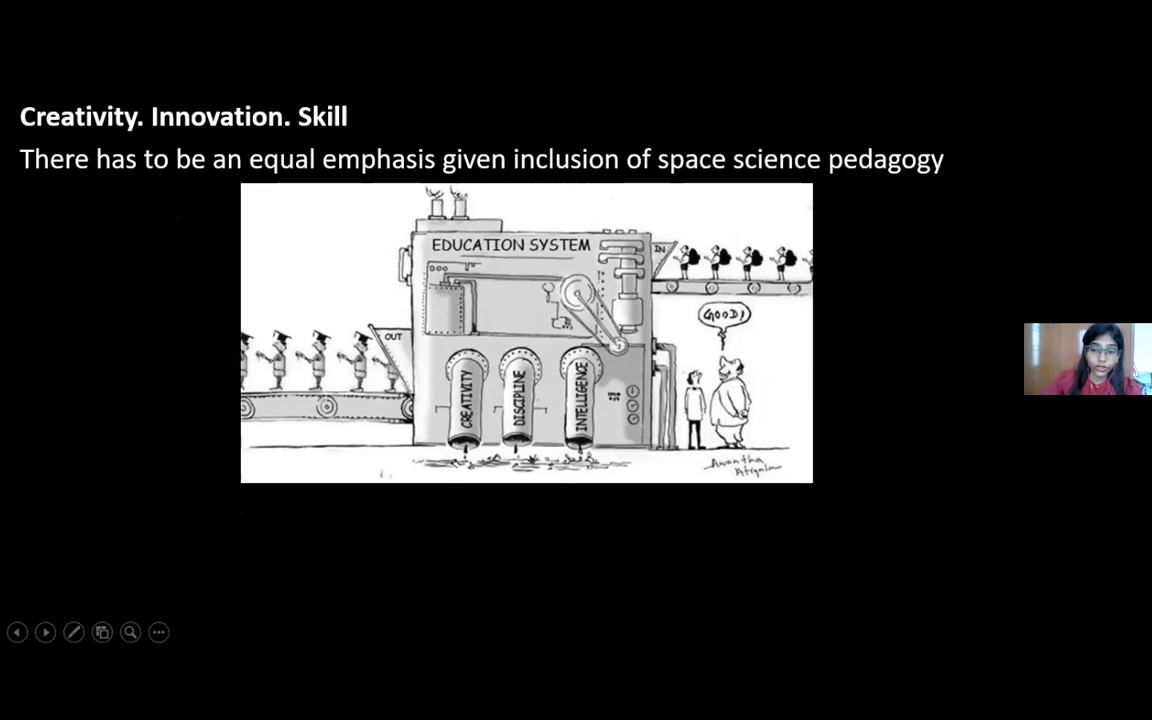 Creativity. Innovation. Skill
There has to be an equal emphasis given inclusion of space science pedagogy
EDUCATION SYSTEM
IN
GOOD!
OUT
CREATIVITY
DISCIPLINE
INTELLIGENCE
Awantha